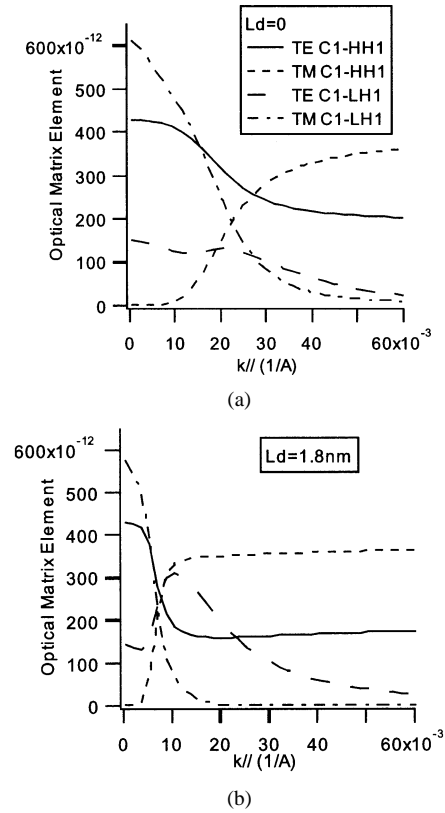 Ld=0
TE C1-HH1
TM C1-HH1
TE C1-LH1
TM C1-LH1
600x10-12
500
400
300
200
100
0
Optical Matrix Element
0 10 20 40 60x10-3
k// (1/A)
(a)
Ld=1.8nm
600x10-12
500
400
300
200
100
0
Optical Matrix Element
0 10 20 30 40 60x10-3
k// (1/A)
(b)